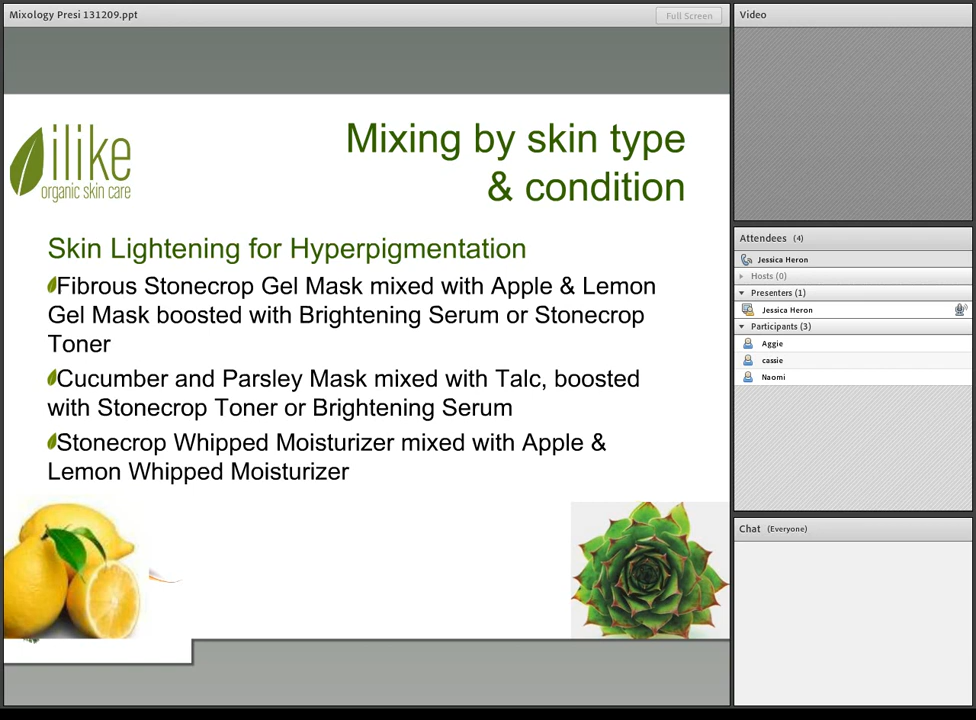 Mixology Presi 131209.ppt
Full Screen
ilike
organic skin care
Mixing by skin type
& condition
Skin Lightening for Hyperpigmentation
Fibrous Stonecrop Gel Mask mixed with Apple & Lemon
Gel Mask boosted with Brightening Serum or Stonecrop
Toner
Cucumber and Parsley Mask mixed with Talc, boosted
with Stonecrop Toner or Brightening Serum
Stonecrop Whipped Moisturizer mixed with Apple &
Lemon Whipped Moisturizer
Video
Attendees (4)
Jessica Heron
Hosts (0)
Presenters (1)
Jessica Heron
Participants (3)
Aggie
cassie
Naomi
Chat (Everyone)